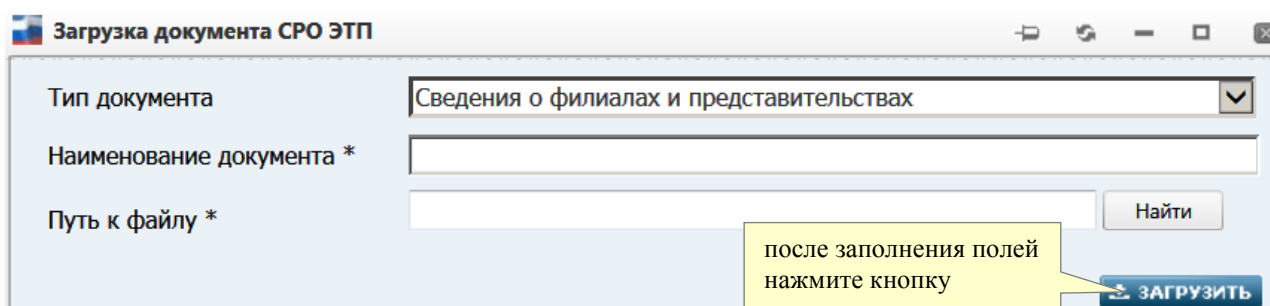 Загрузка документа СРО ЭТП
Тип документа Сведения о филиалах и представительствах
Наименование документа *
Путь к файлу * Найти
после заполнения полей
нажмите кнопку
ЗАГРУЗИТЬ